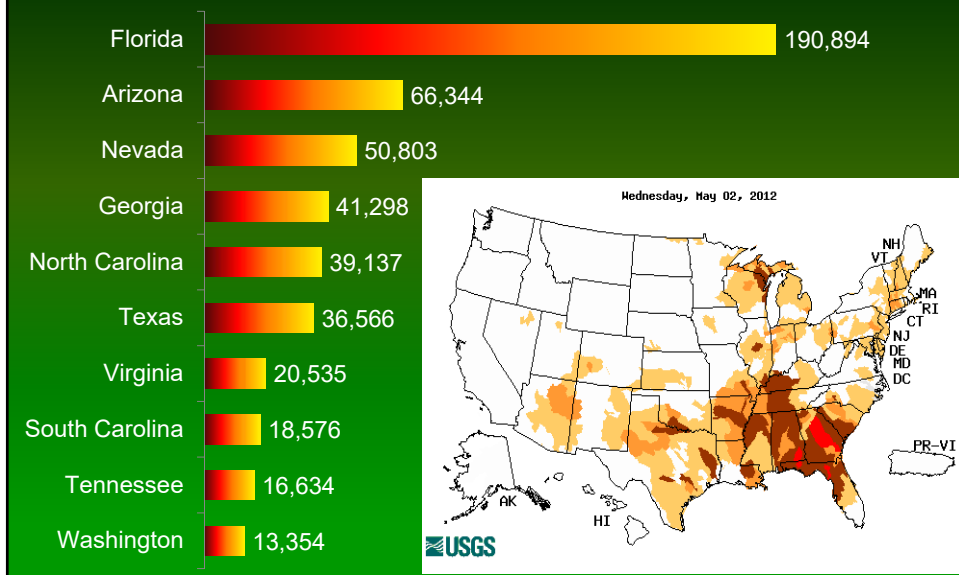 Florida 190,894
Arizona 66,344
Nevada 50,803
Georgia 41,298
North Carolina 39,137
Texas 36,566
Virginia 20,535
South Carolina 18,576
Tennessee 16,634
Washington 13,354
Wednesday, May 02, 2012
NH
VT
MA
RI
CT
NJ
DE
MD
DC
PR-VI
AK
HI
USGS